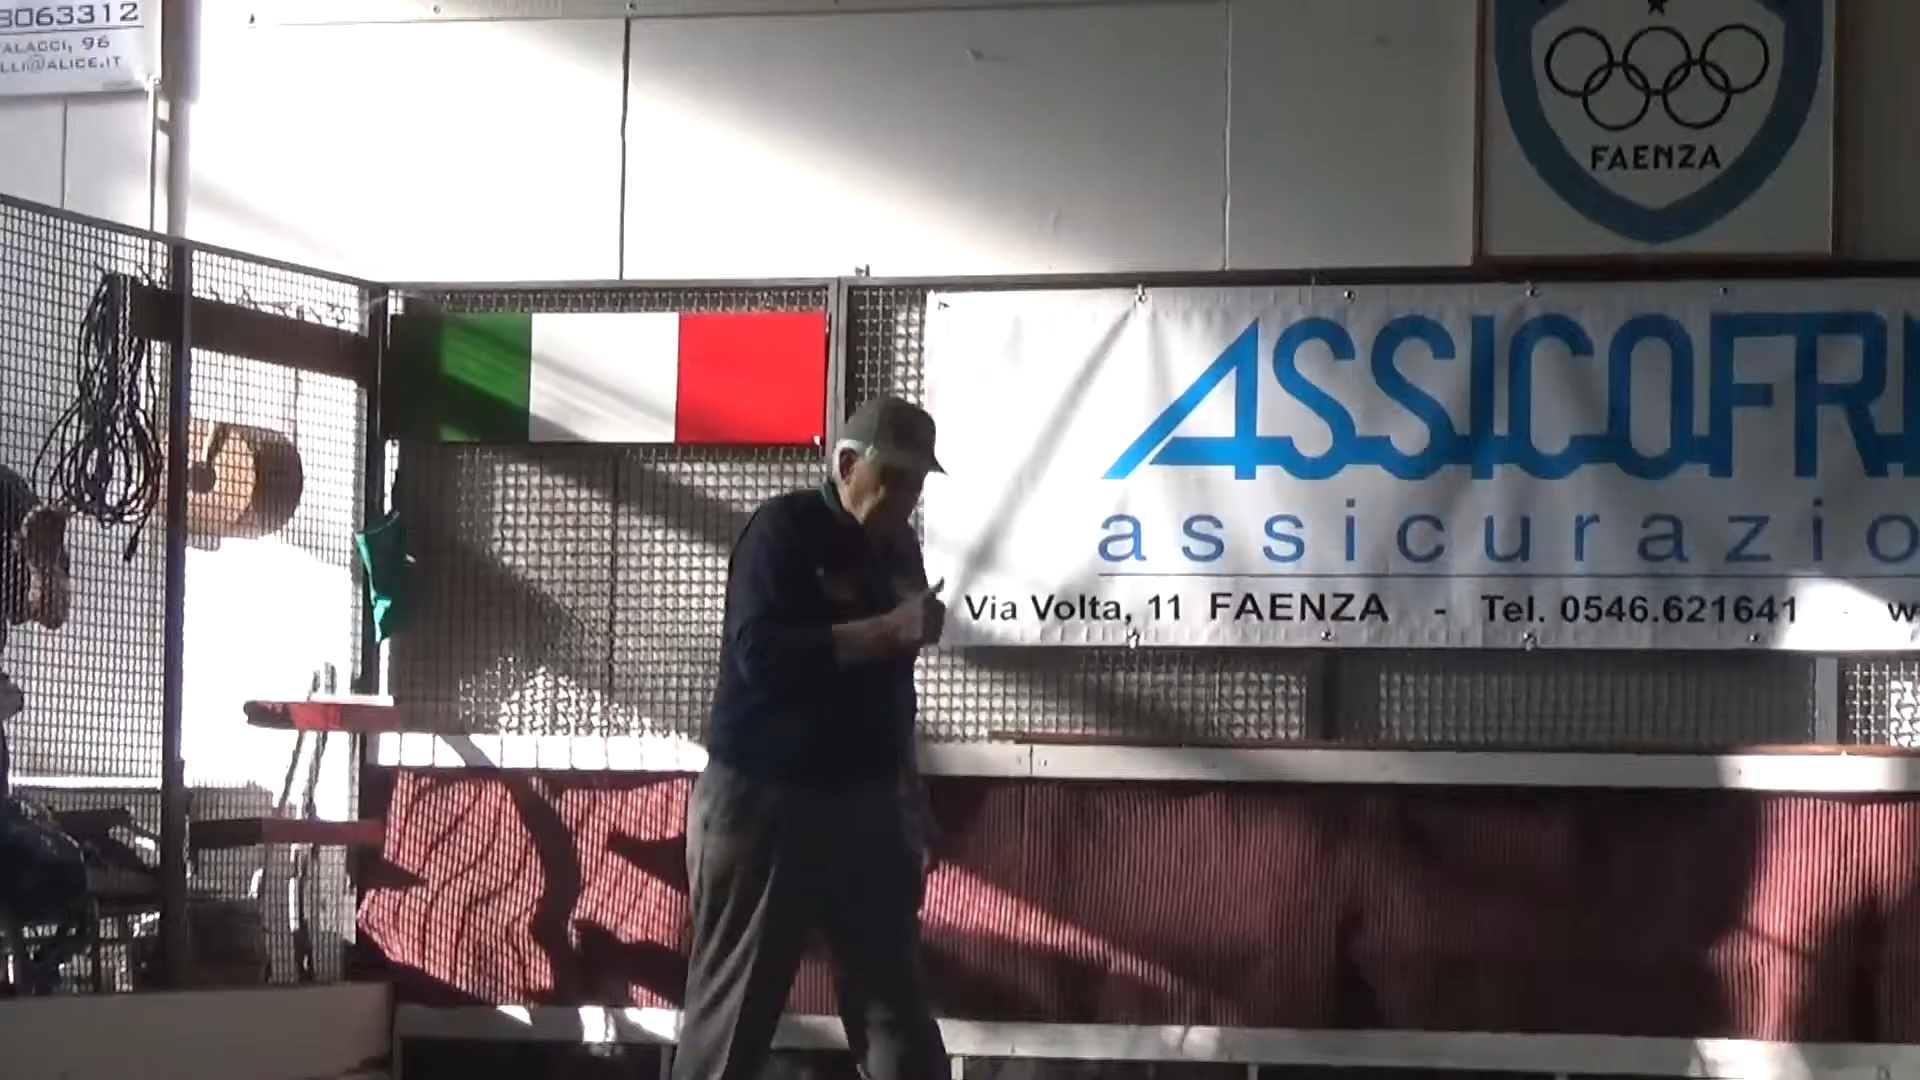 3063312
ALACCI, 96
LLI@ALICE.IT
FAENZA
ASSICOFR
assicurazio
Via Volta, 11 FAENZA - Tel. 0546.621641 - w